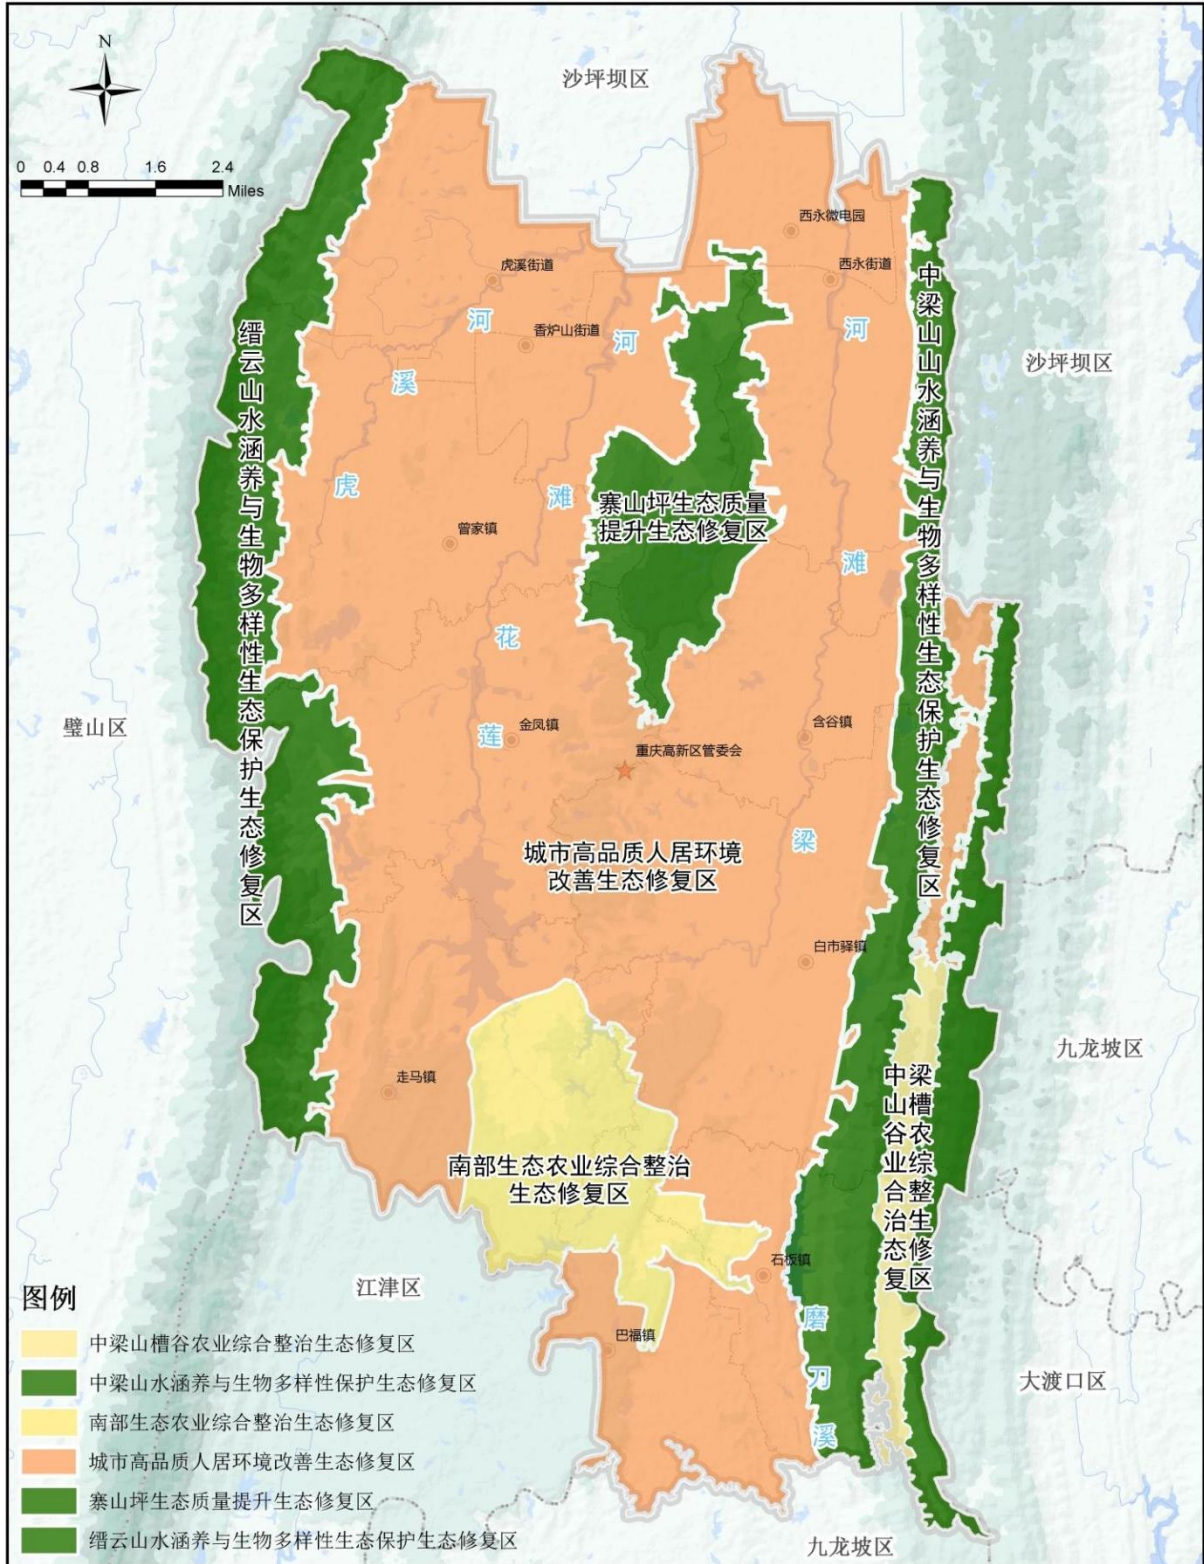 N
沙坪坝区
0 0.4 0.8 1.6 2.4
Miles
西永微电园
虎溪街道
西永街道
香炉山街道
虎溪河
莲花滩河
梁滩河
沙坪坝区
缙云山水涵养与生物多样性生态保护生态修复区
中梁山山水涵养与生物多样性生态保护生态修复区
寨山坪生态质量
提升生态修复区
曾家镇
璧山区
金凤镇
含谷镇
重庆高新区管委会
城市高品质人居环境
改善生态修复区
白市驿镇
九龙坡区
走马镇
中梁山槽谷农业综合整治生态修复区
南部生态农业综合整治
生态修复区
石板镇
江津区
巴福镇
磨刀溪
大渡口区
九龙坡区
图例
中梁山槽谷农业综合整治生态修复区
中梁山水涵养与生物多样性保护生态修复区
南部生态农业综合整治生态修复区
城市高品质人居环境改善生态修复区
寨山坪生态质量提升生态修复区
缙云山水涵养与生物多样性生态保护生态修复区